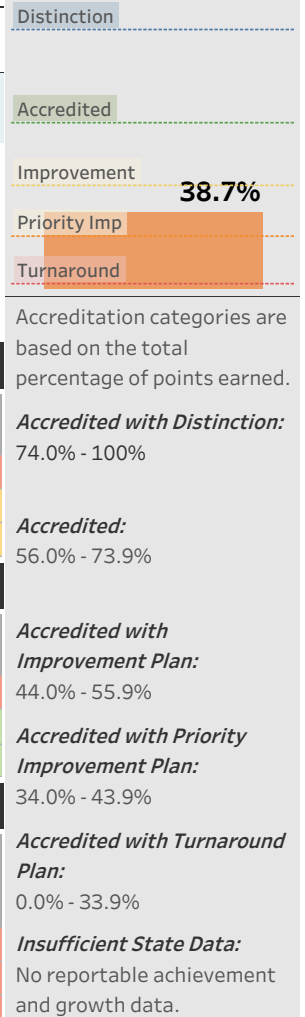 Distinction
Accredited
Improvement
38.7%
Priority Imp
Turnaround
Accreditation categories are
based on the total
percentage of points earned.
Accredited with Distinction:
74.0% - 100%
Accredited:
56.0% - 73.9%
Accredited with
Improvement Plan:
44.0% - 55.9%
Accredited with Priority
Improvement Plan:
34.0% - 43.9%
Accredited with Turnaround
Plan:
0.0% - 33.9%
Insufficient State Data:
No reportable achievement
and growth data.